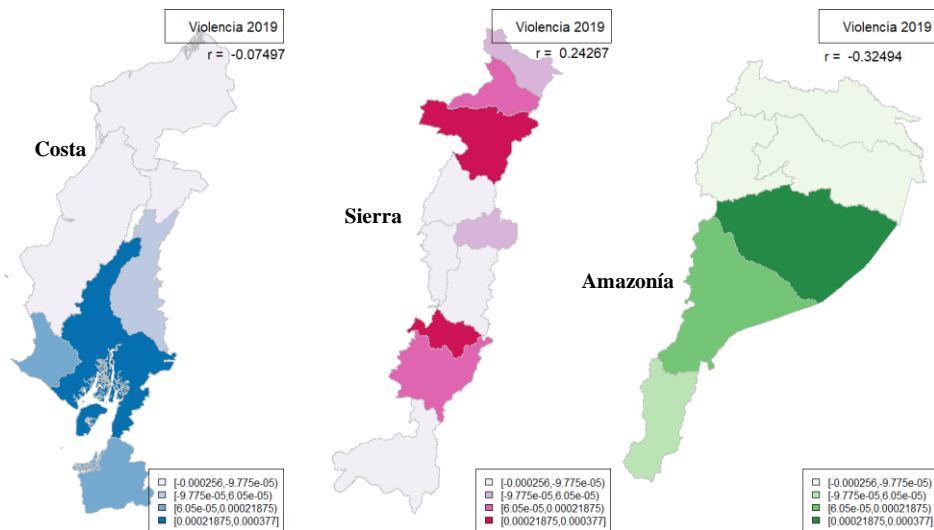 Violencia 2019
r = -0.07497
Costa
[-0.000256,-9.775e-05)
[-9.775e-05,6.05e-05)
[6.05e-05,0.00021875)
[0.00021875,0.000377]
Violencia 2019
r = 0.24267
Sierra
[-0.000256,-9.775e-05)
[-9.775e-05,6.05e-05)
[6.05e-05,0.00021875)
[0.00021875,0.000377]
Violencia 2019
r = -0.32494
Amazonía
[-0.000256,-9.775e-05)
[-9.775e-05,6.05e-05)
[6.05e-05,0.00021875)
[0.00021875,0.000377]